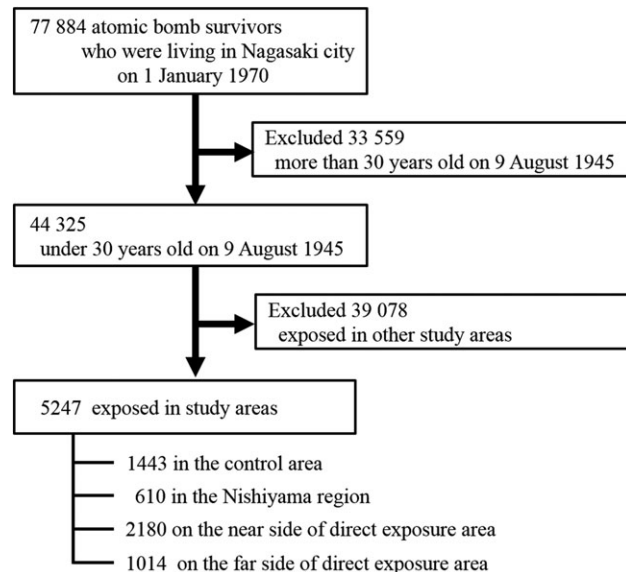 77 884 atomic bomb survivors
who were living in Nagasaki city
on 1 January 1970
Excluded 33 559
more than 30 years old on 9 August 1945
44 325
under 30 years old on 9 August 1945
Excluded 39 078
exposed in other study areas
5247 exposed in study areas
1443 in the control area
610 in the Nishiyama region
2180 on the near side of direct exposure area
1014 on the far side of direct exposure area